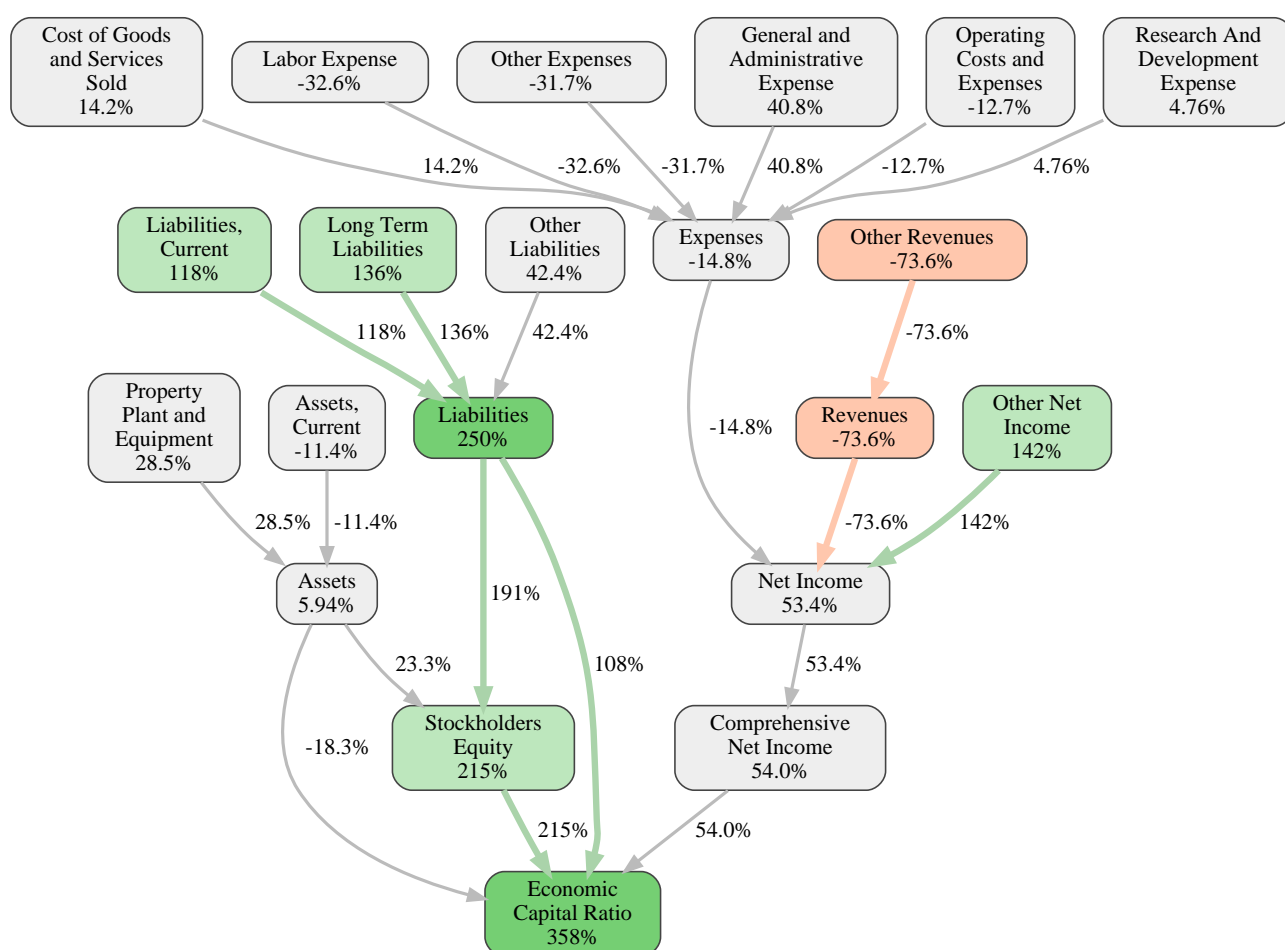 Cost of Goods
and Services
Sold
14.2%
Labor Expense
-32.6%
Other Expenses
-31.7%
General and
Administrative
Expense
40.8%
Operating
Costs and
Expenses
-12.7%
Research And
Development
Expense
4.76%
14.2%
-32.6%
-31.7%
40.8%
-12.7%
4.76%
Liabilities,
Current
118%
Long Term
Liabilities
136%
Other
Liabilities
42.4%
Expenses
-14.8%
Other Revenues
-73.6%
118%
136%
42.4%
-73.6%
Property
Plant and
Equipment
28.5%
Assets,
Current
-11.4%
Liabilities
250%
-14.8%
Revenues
-73.6%
Other Net
Income
142%
28.5%
-11.4%
-73.6%
142%
Assets
5.94%
191%
Net Income
53.4%
23.3%
108%
53.4%
-18.3%
Stockholders
Equity
215%
Comprehensive
Net Income
54.0%
215%
54.0%
Economic
Capital Ratio
358%